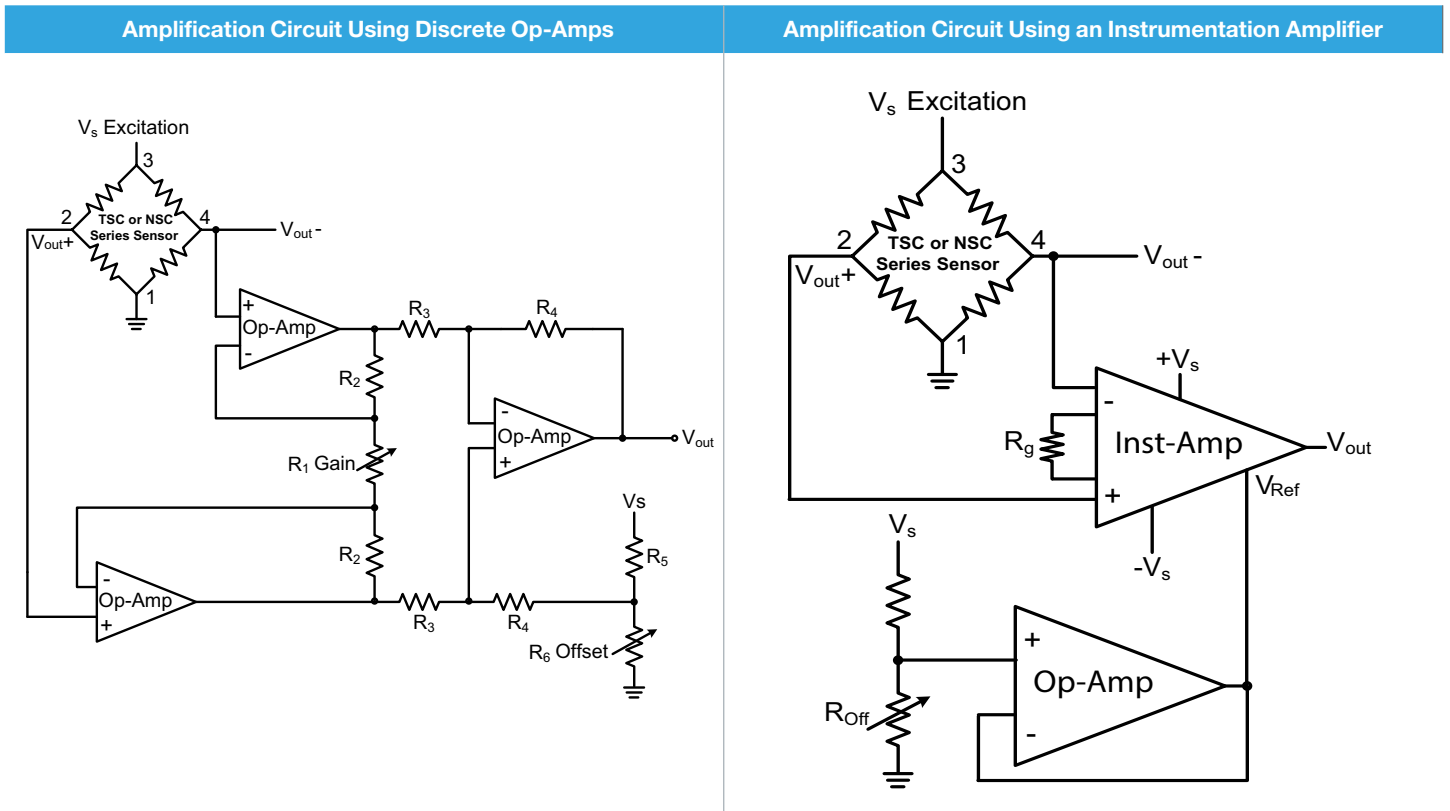 Amplification Circuit Using Discrete Op-Amps
Amplification Circuit Using an Instrumentation Amplifier
Vs Excitation
3
2
TSC or NSC
Series Sensor
4
Vout+
Vout -
1
+
Op-Amp
-
R3
R4
R2
R1 Gain
-
Op-Amp
+
Vout
R2
Vs
R5
-
Op-Amp
+
R3
R4
R6 Offset
Vs Excitation
3
2
TSC or NSC
Series Sensor
4
Vout+
Vout -
1
+Vs
-
Rg
Inst-Amp
Vout
+
VRef
-Vs
Vs
+
Op-Amp
ROff
-